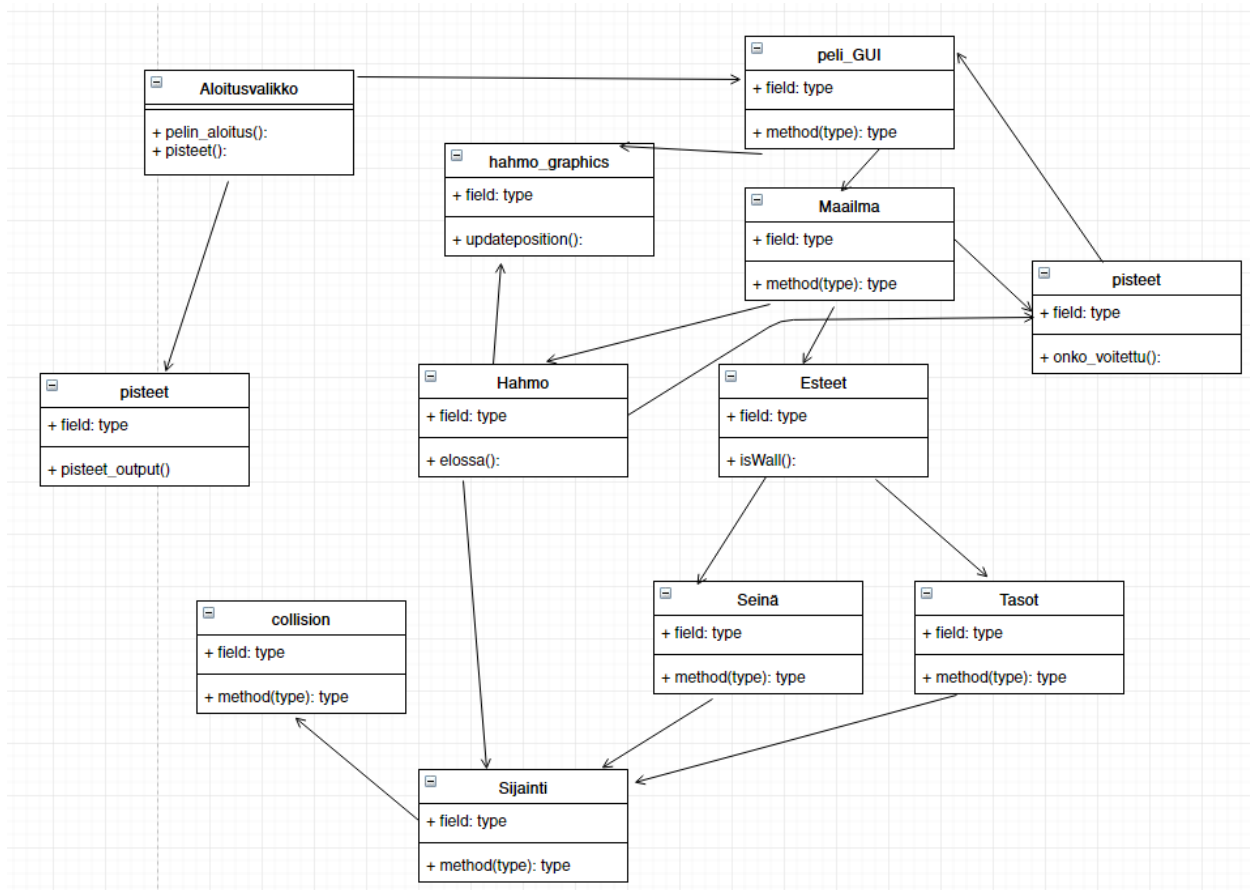 peli_GUI
+ field: type
+ method(type): type
Aloitusvalikko
+ pelin_aloitus():
+ pisteet():
hahmo_graphics
+ field: type
+ updateposition():
Maailma
+ field: type
+ method(type): type
pisteet
+ field: type
+ onko_voitettu():
pisteet
+ field: type
+ pisteet_output()
Hahmo
+ field: type
+ elossa():
Esteet
+ field: type
+ isWall():
collision
+ field: type
+ method(type): type
Seinä
+ field: type
+ method(type): type
Tasot
+ field: type
+ method(type): type
Sijainti
+ field: type
+ method(type): type